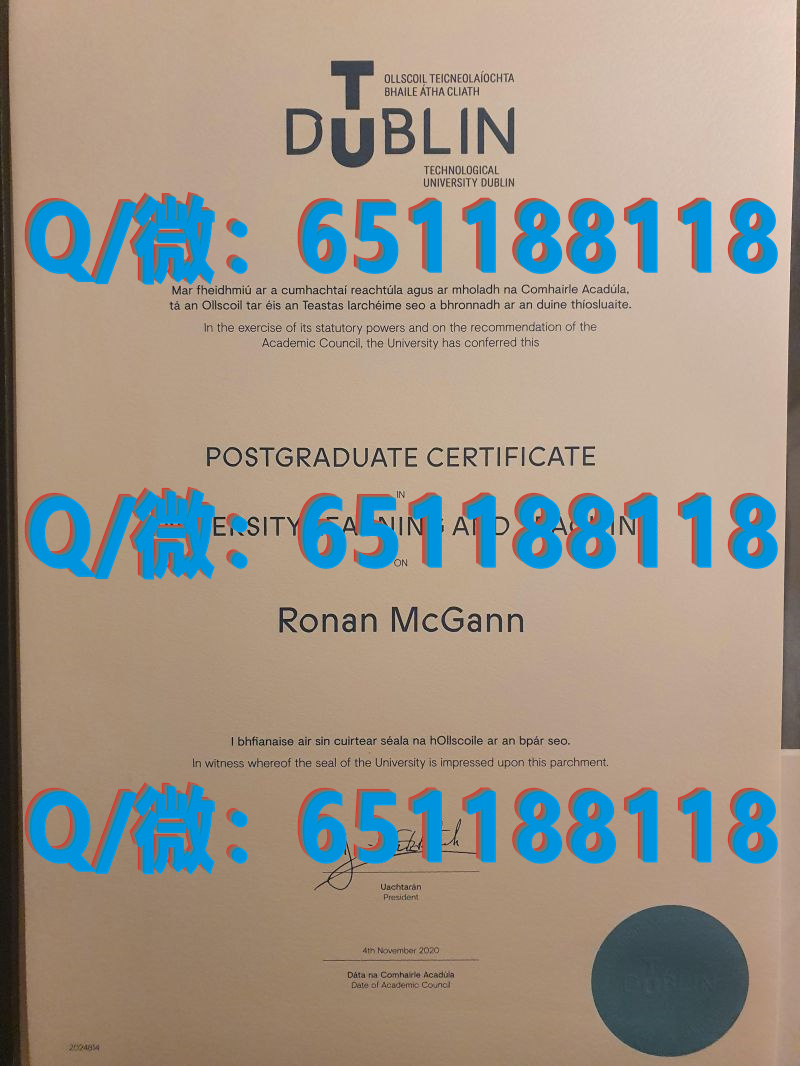 TU DUBLIN
OLLSCOIL TEICNEOLAÍOCHTA
BHAILE ÁTHA CLIATH
TECHNOLOGICAL
UNIVERSITY DUBLIN
Q/微：651188118
Mar fheidhmiú ar a cumhachtaí reachtúla agus ar mholadh na Comhairle Acadúla,
tá an Ollscoil tar éis an Teastas Iarchéime seo a bhronnadh ar an duine thíosluaite.
In the exercise of its statutory powers and on the recommendation of the
Academic Council, the University has conferred this
POSTGRADUATE CERTIFICATE
IN
AND
Q/微：651188118
ON
Ronan McGann
I bhfianaise air sin cuirtear séala na hOllscoile ar an bpár seo.
In witness whereof the seal of the University is impressed upon this parchment.
Q/微：651188118
Uachtarán
President
4th November 2020
Dáta na Comhairle Acadúla
Date of Academic Council
TU DUBLIN
2024814